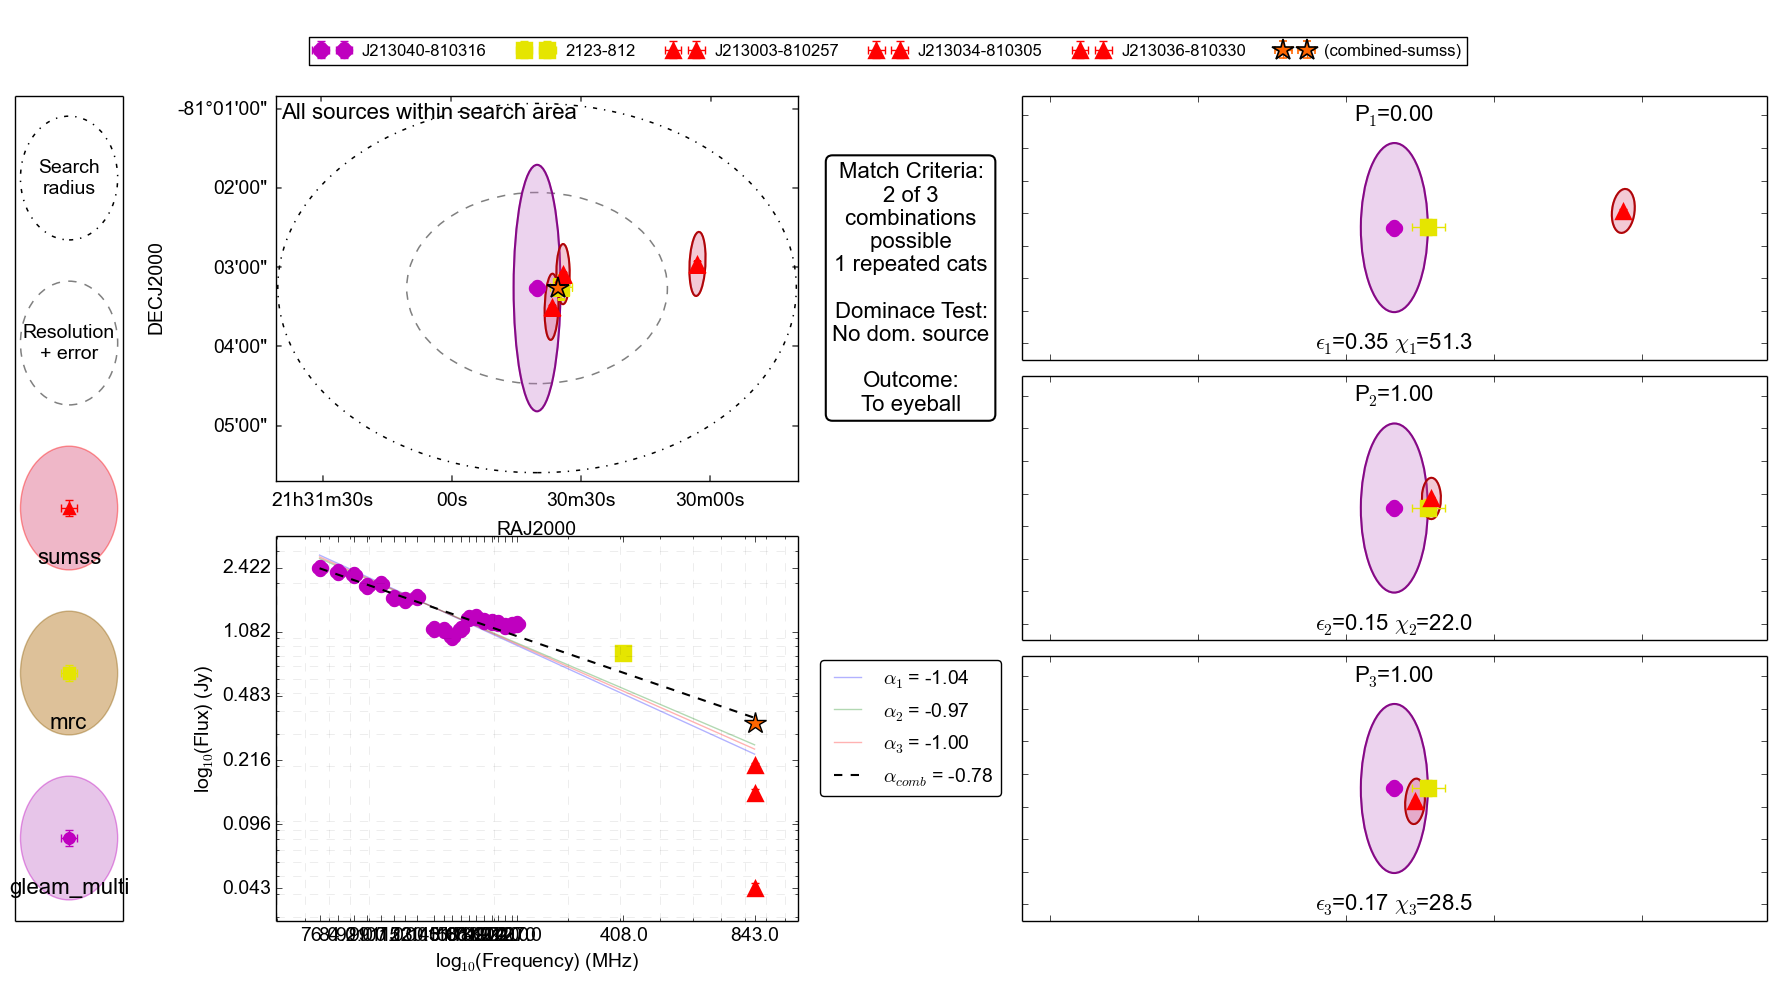 J213040-810316
2123-812
J213003-810257
J213034-810305
J213036-810330
(combined-sumss)
Search
radius
Resolution
+ error
sumss
mrc
gleam_multi
All sources within search area
-81°01'00"
02'00"
03'00"
04'00"
05'00"
DECJ2000
21h31m30s
00s
30m30s
30m00s
RAJ2000
Match Criteria:
2 of 3
combinations
possible
1 repeated cats
Dominace Test:
No dom. source
Outcome:
To eyeball
P1=0.00
ϵ1=0.35 χ1=51.3
P2=1.00
ϵ2=0.15 χ2=22.0
P3=1.00
ϵ3=0.17 χ3=28.5
2.422
1.082
0.483
0.216
0.096
0.043
log10(Flux) (Jy)
408.0
843.0
log10(Frequency) (MHz)
α1 = -1.04
α2 = -0.97
α3 = -1.00
αcomb = -0.78